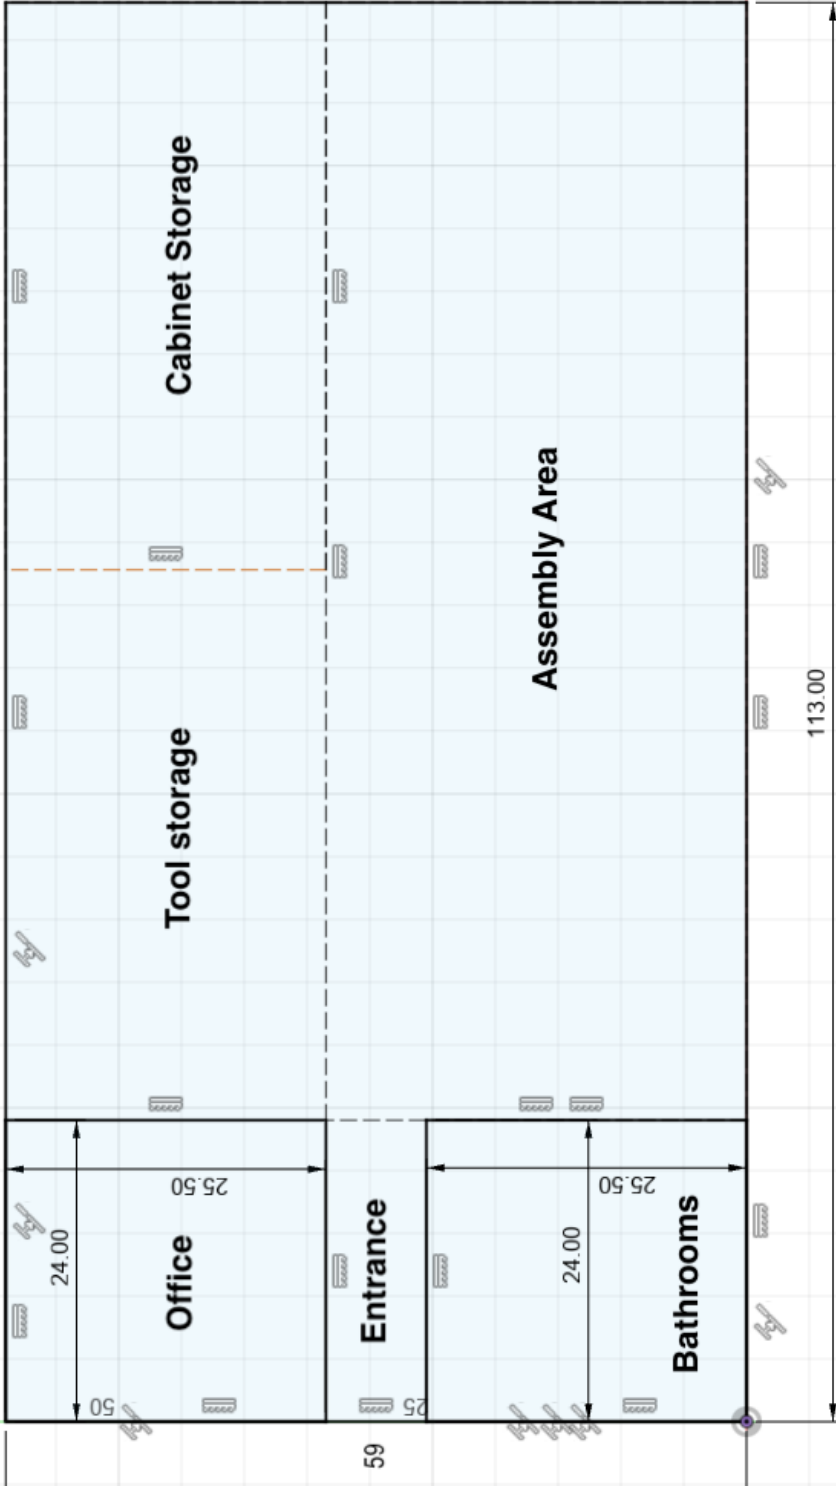 Cabinet Storage
Tool storage
Assembly Area
113.00
25.50
24.00
Office
Entrance
25.50
24.00
Bathrooms
50
25
59